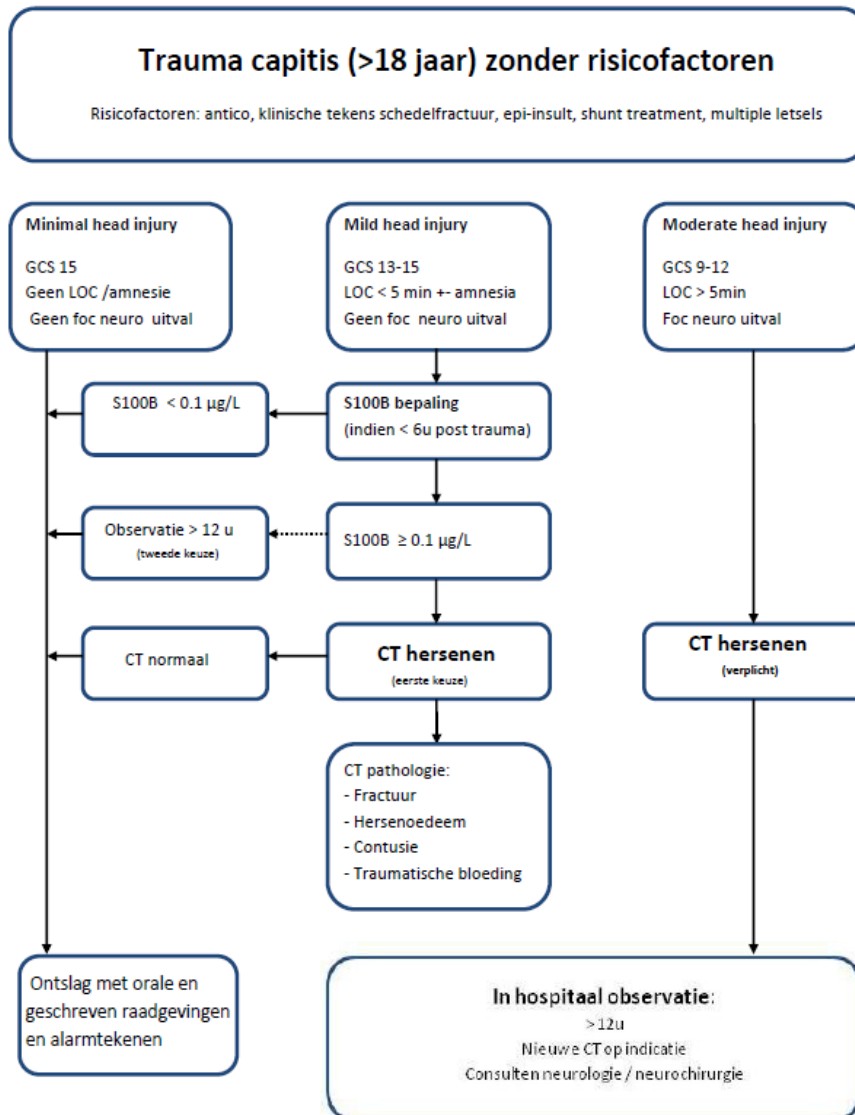 Trauma capitis (>18 jaar) zonder risicofactoren
Risicofactoren: antico, klinische tekens schedelfractuur, epi-insult, shunt treatment, multiple letsels
Minimal head injury
GCS 15
Geen LOC /amnesie
Geen foc neuro uitval
Mild head injury
GCS 13-15
LOC < 5 min +- amnesia
Geen foc neuro uitval
Moderate head injury
GCS 9-12
LOC > 5min
Foc neuro uitval
S100B < 0.1 µg/L
S100B bepaling
(indien < 6u post trauma)
Observatie > 12 u
(tweede keuze)
S100B ≥ 0.1 µg/L
CT normaal
CT hersenen
(eerste keuze)
CT hersenen
(verplicht)
CT pathologie:
- Fractuur
- Hersenoedeem
- Contusie
- Traumatische bloeding
Ontslag met orale en
geschreven raadgevingen
en alarmtekenen
In hospitaal observatie:
>12u
Nieuwe CT op indicatie
Consulten neurologie / neurochirurgie